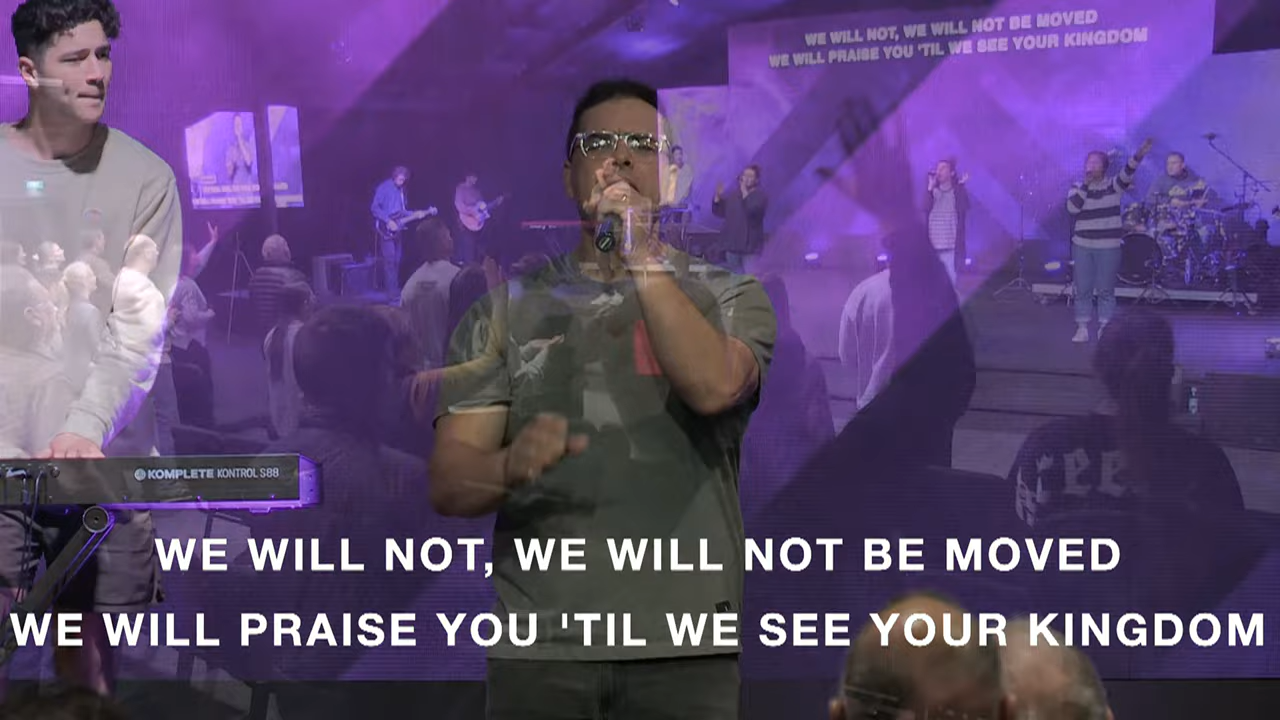 WE WILL NOT, WE WILL NOT BE MOVED
WE WILL PRAISE YOU 'TIL WE SEE YOUR KINGDOM
KOMPLETE KONTROL S88
WE WILL NOT, WE WILL NOT BE MOVED
WE WILL PRAISE YOU 'TIL WE SEE YOUR KINGDOM